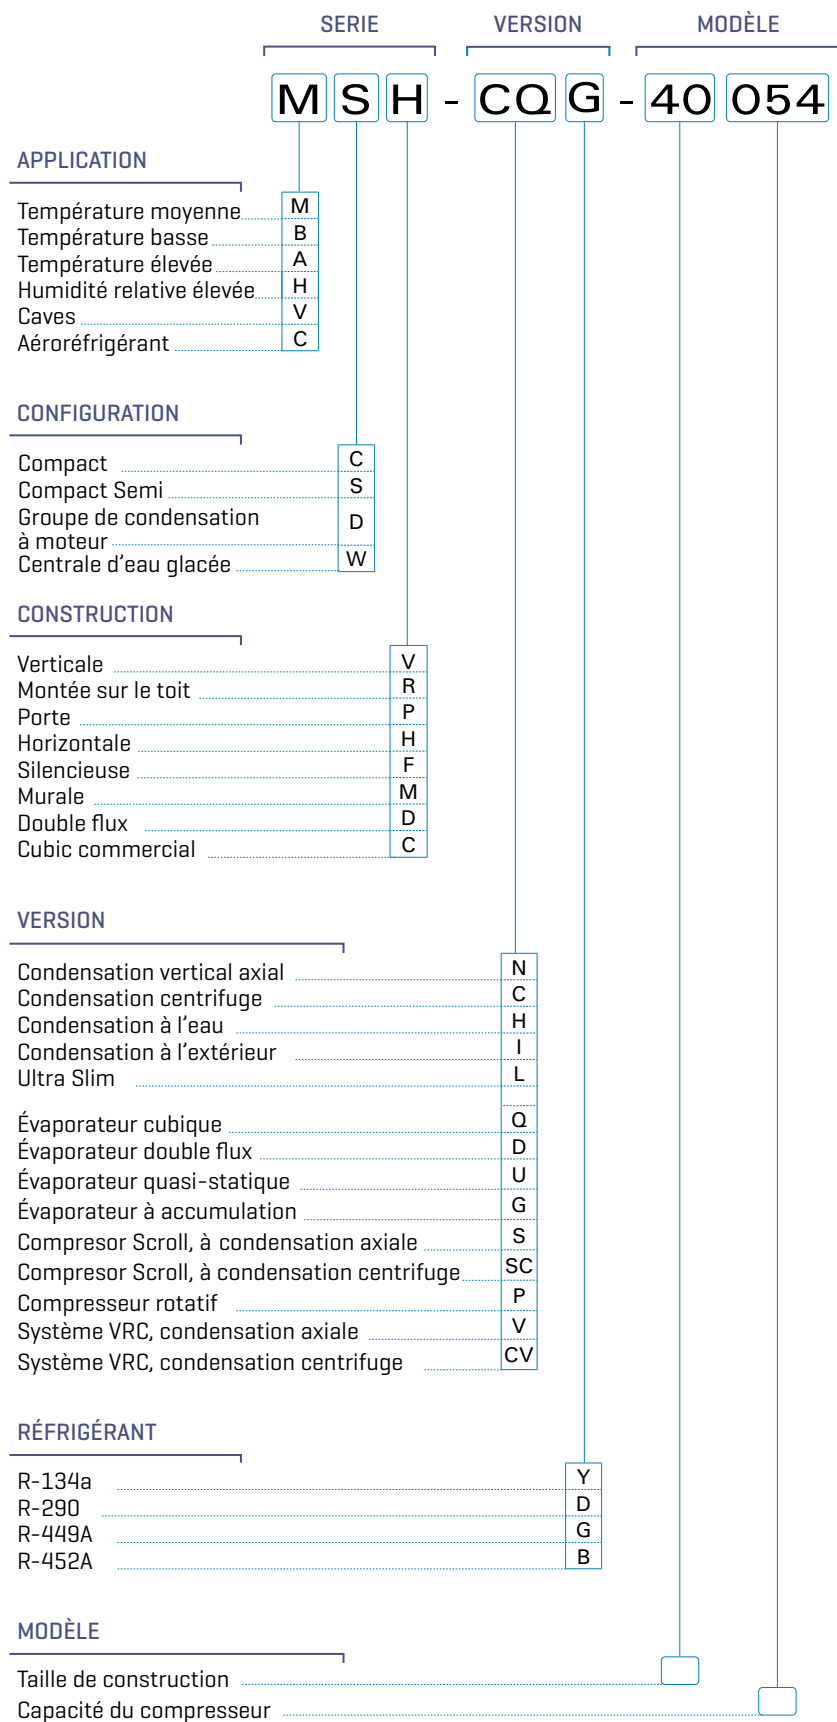 SERIE VERSION MODÈLE
M S H - CQ G - 40 054
APPLICATION
Température moyenne M
Température basse B
Température élevée A
Humidité relative élevée H
Caves V
Aéroréfrigérant C
CONFIGURATION
Compact C
Compact Semi S
Groupe de condensation
à moteur D
Centrale d'eau glacée W
CONSTRUCTION
Verticale V
Montée sur le toit R
Porte P
Horizontale H
Silencieuse F
Murale M
Double flux D
Cubic commercial C
VERSION
Condensation vertical axial N
Condensation centrifuge C
Condensation à l'eau H
Condensation à l'extérieur I
Ultra Slim L
Évaporateur cubique Q
Évaporateur double flux D
Évaporateur quasi-statique U
Évaporateur à accumulation G
Compresor Scroll, à condensation axiale S
Compresor Scroll, à condensation centrifuge SC
Compresseur rotatif P
Système VRC, condensation axiale V
Système VRC, condensation centrifuge CV
RÉFRIGÉRANT
R-134a Y
R-290 D
R-449A G
R-452A B
MODÈLE
Taille de construction
Capacité du compresseur